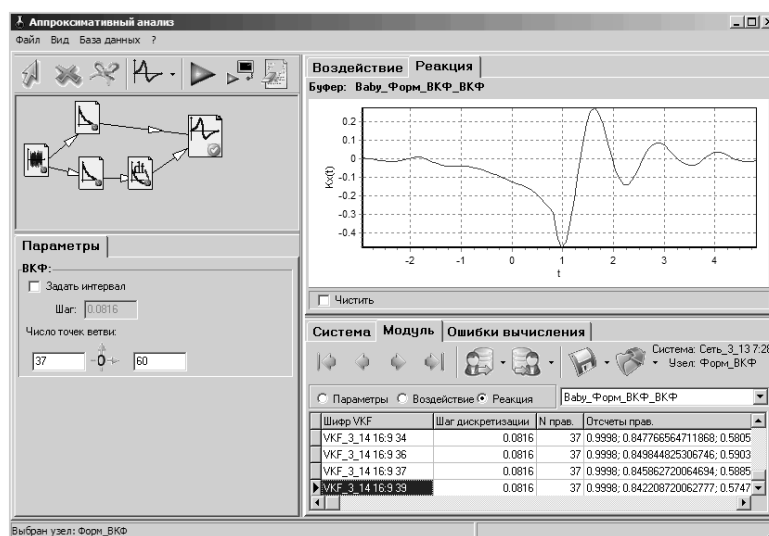 Аппроксимативный анализ
Файл Вид База данных ?
Параметры
ВКФ:
Задать интервал
Шаг: 0.0816
Число точек ветви:
37 0 60
Воздействие Реакция
Буфер: Baby_Форм_ВКФ_ВКФ
0.2
0.1
0
-0.1
-0.2
-0.3
-0.4
Kx(t)
-2 -1 0 1 2 3 4
t
Чистить
Система Модуль Ошибки вычисления
Система: Сеть_3_13 7:28
Узел: Форм_ВКФ
Параметры Воздействие Реакция Baby_Форм_ВКФ_ВКФ
Шифр VKF Шаг дискретизации N прав. Отсчеты прав.
VKF_3_14 16:9 34 0.0816 37 0.9998; 0.847766564711868; 0.5805
VKF_3_14 16:9 36 0.0816 37 0.9998; 0.849844825306746; 0.5903
VKF_3_14 16:9 37 0.0816 37 0.9998; 0.845862720064694; 0.5885
VKF_3_14 16:9 39 0.0816 37 0.9998; 0.842208720062777; 0.5747
Выбран узел: Форм_ВКФ